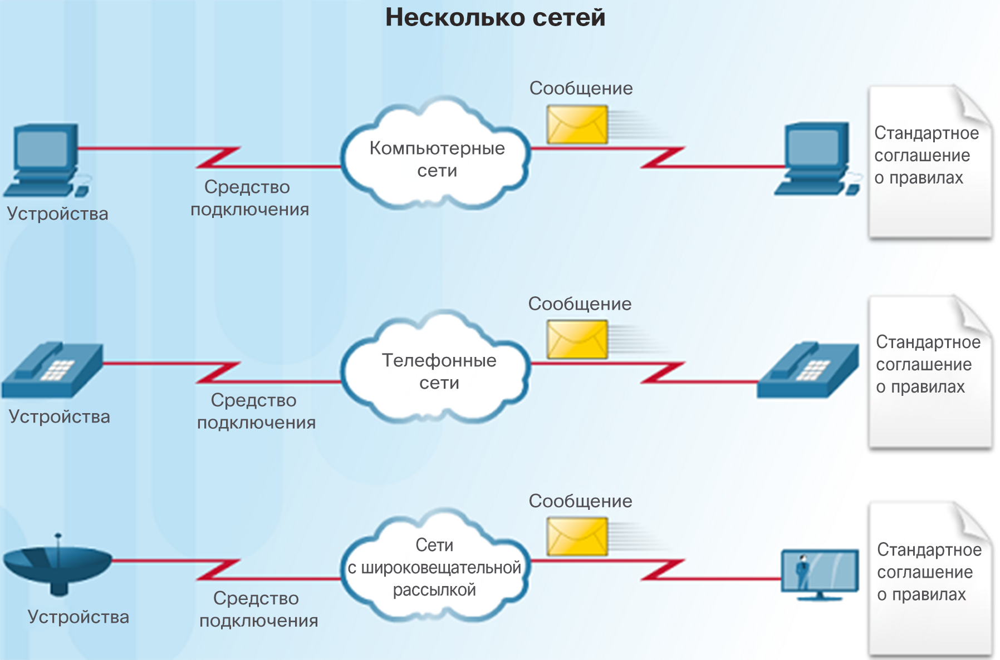 Несколько сетей
Сообщение
Компьютерные
сети
Стандартное
соглашение
о правилах
Средство
подключения
Устройства
Сообщение
Телефонные
сети
Стандартное
соглашение
о правилах
Средство
подключения
Устройства
Сообщение
Сети
с широковещательной
рассылкой
Стандартное
соглашение
о правилах
Средство
подключения
Устройства